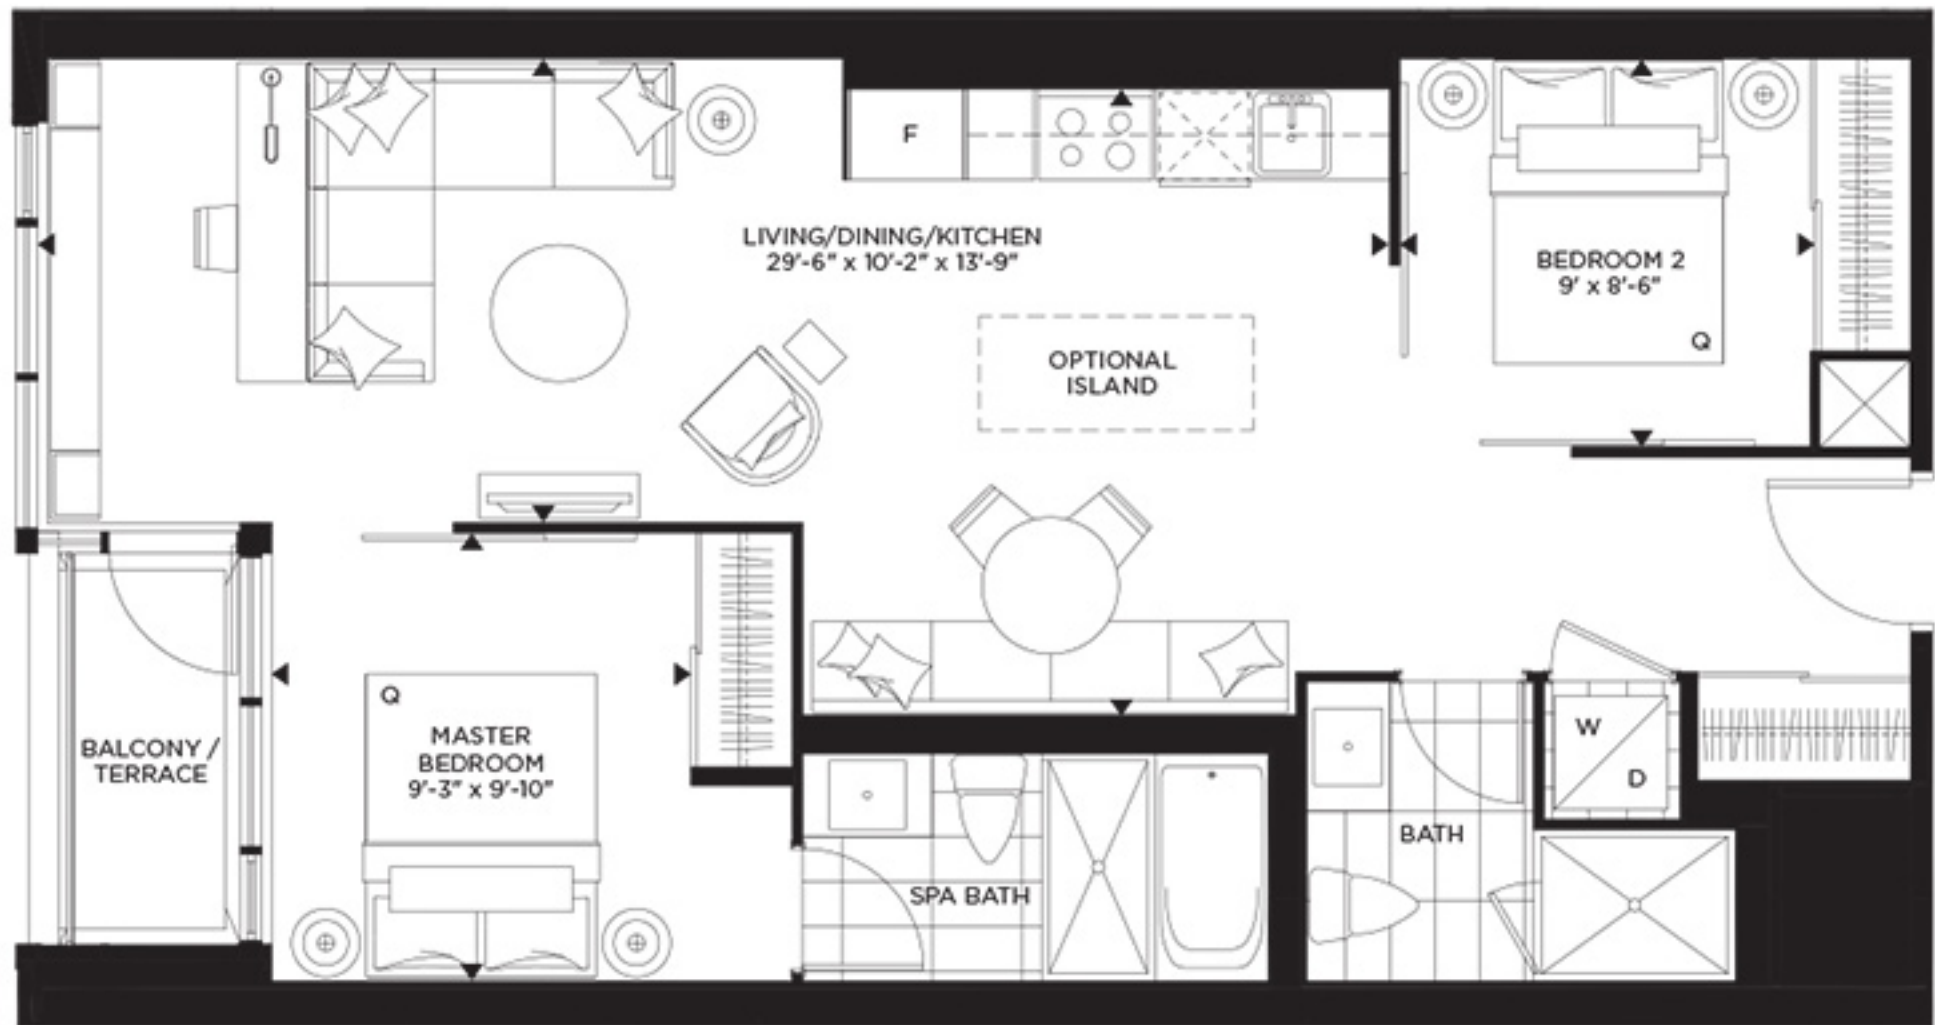 F
LIVING/DINING/KITCHEN
29'-6" x 10'-2" x 13'-9"
BEDROOM 2
9' x 8'-6"
Q
OPTIONAL
ISLAND
Q
MASTER
BEDROOM
9'-3" x 9'-10"
BALCONY /
TERRACE
W
D
BATH
SPA BATH